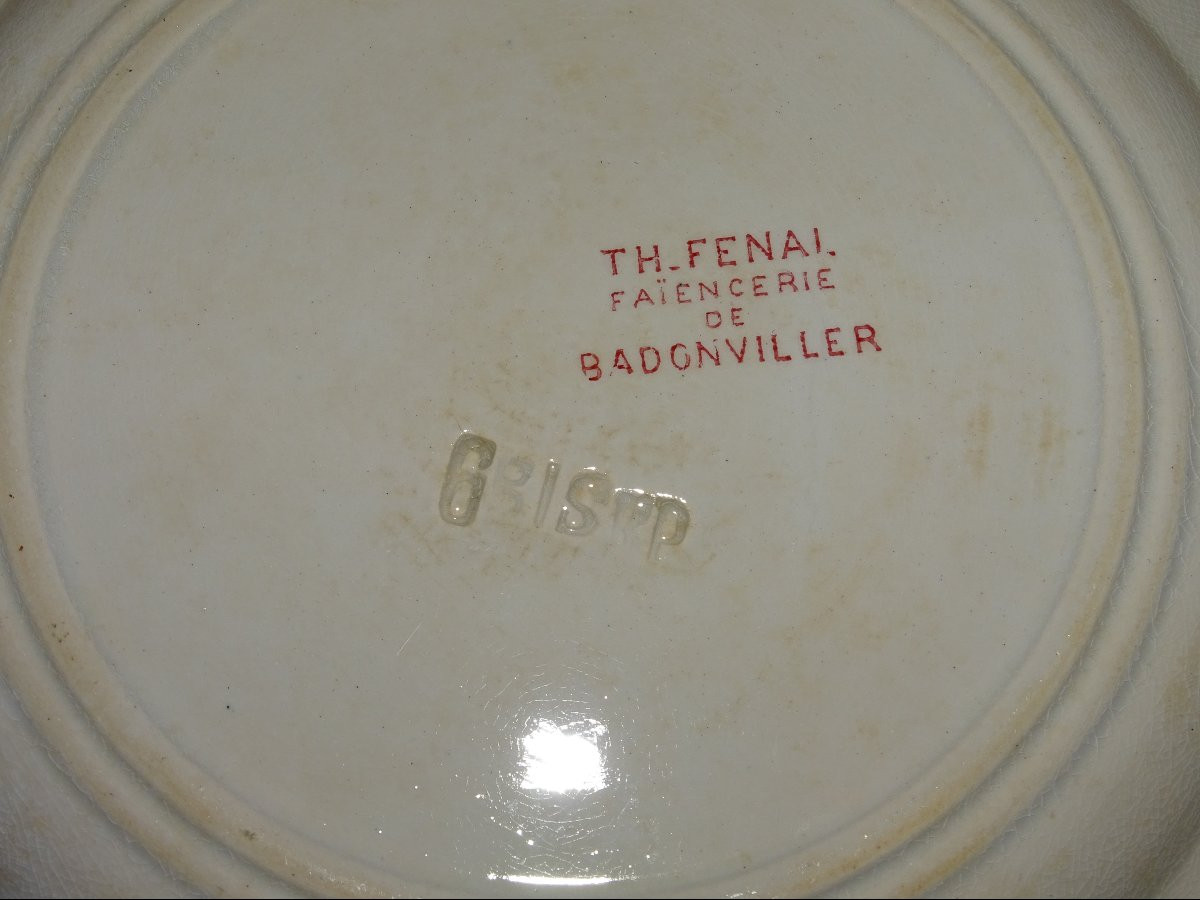 TH.FENAL
FAÏENCERIE
DE
BADONVILLER